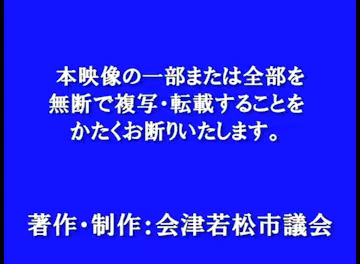 本映像の一部または全部を
無断で複写・転載することを
かたくお断りいたします。
著作・制作：会津若松市議会